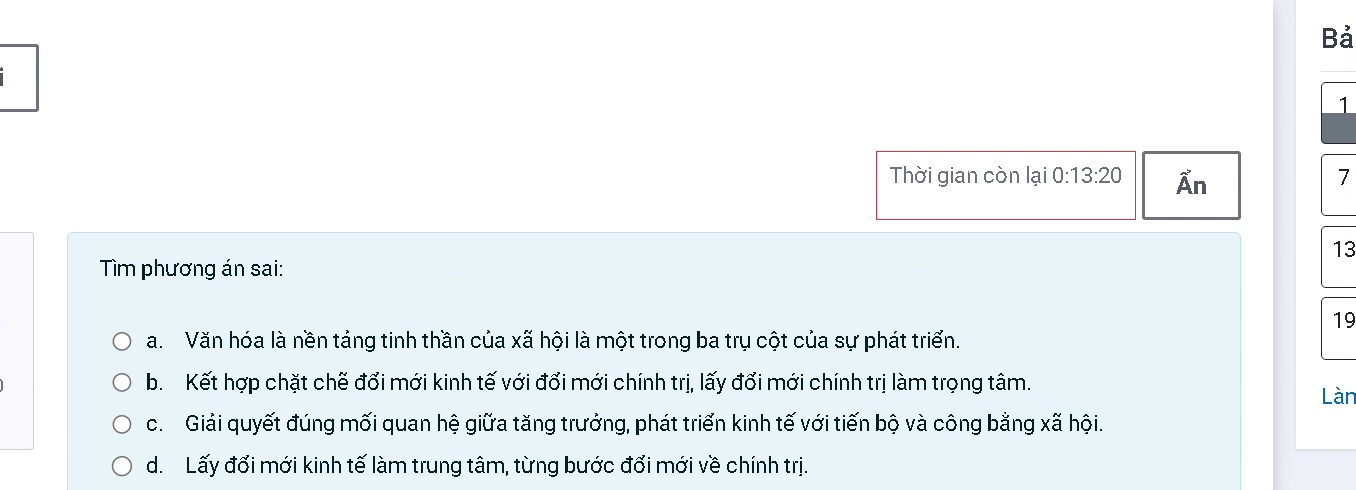 Bả
1
Thời gian còn lại 0:13:20
Ẩn
7
Tìm phương án sai:
13
a. Văn hóa là nền tảng tinh thần của xã hội là một trong ba trụ cột của sự phát triển.
19
b. Kết hợp chặt chẽ đổi mới kinh tế với đổi mới chính trị, lấy đổi mới chính trị làm trọng tâm.
Làn
c. Giải quyết đúng mối quan hệ giữa tăng trưởng, phát triển kinh tế với tiến bộ và công bằng xã hội.
d. Lấy đổi mới kinh tế làm trung tâm, từng bước đổi mới về chính trị.